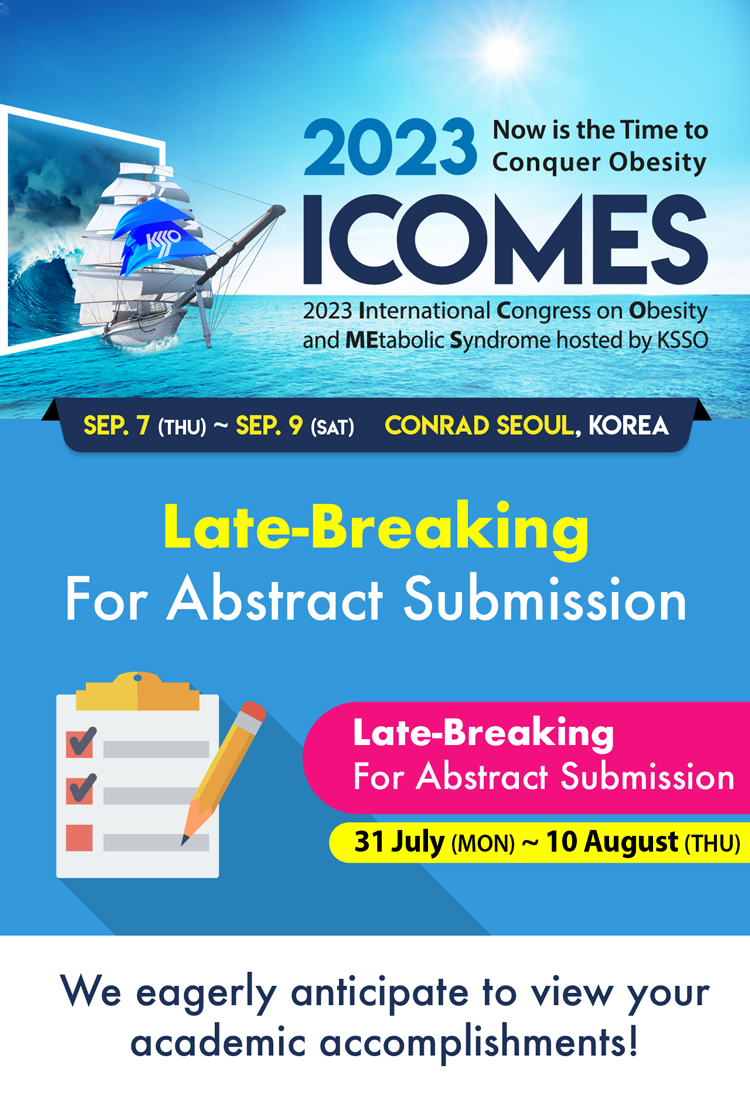 2023 Now is the Time to
Conquer Obesity
ICOMES
2023 International Congress on Obesity
and MEtabolic Syndrome hosted by KSSO
KSSO
SEP. 7 (THU) ~ SEP. 9 (SAT) CONRAD SEOUL, KOREA
Late-Breaking
For Abstract Submission
Late-Breaking
For Abstract Submission
31 July (MON) ~ 10 August (THU)
We eagerly anticipate to view your
academic accomplishments!